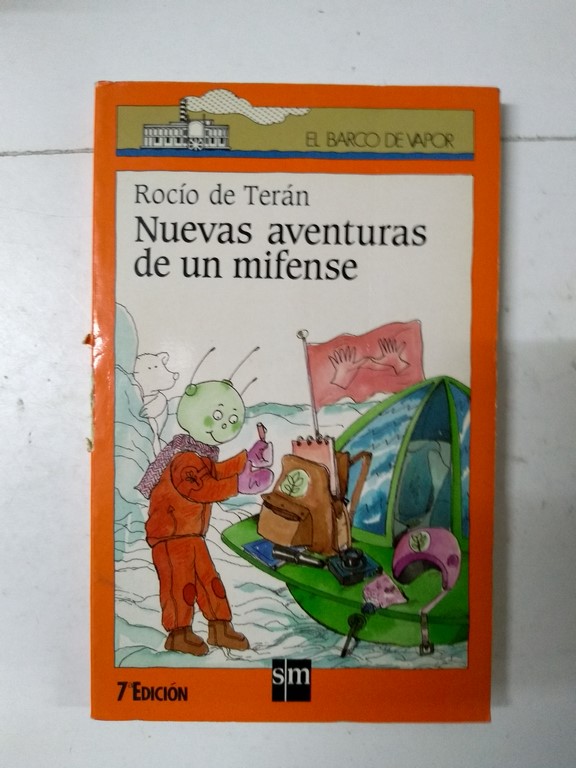 EL BARCO DE VAPOR
Rocío de Terán
Nuevas aventuras
de un mifense
7ª EDICIÓN
sm